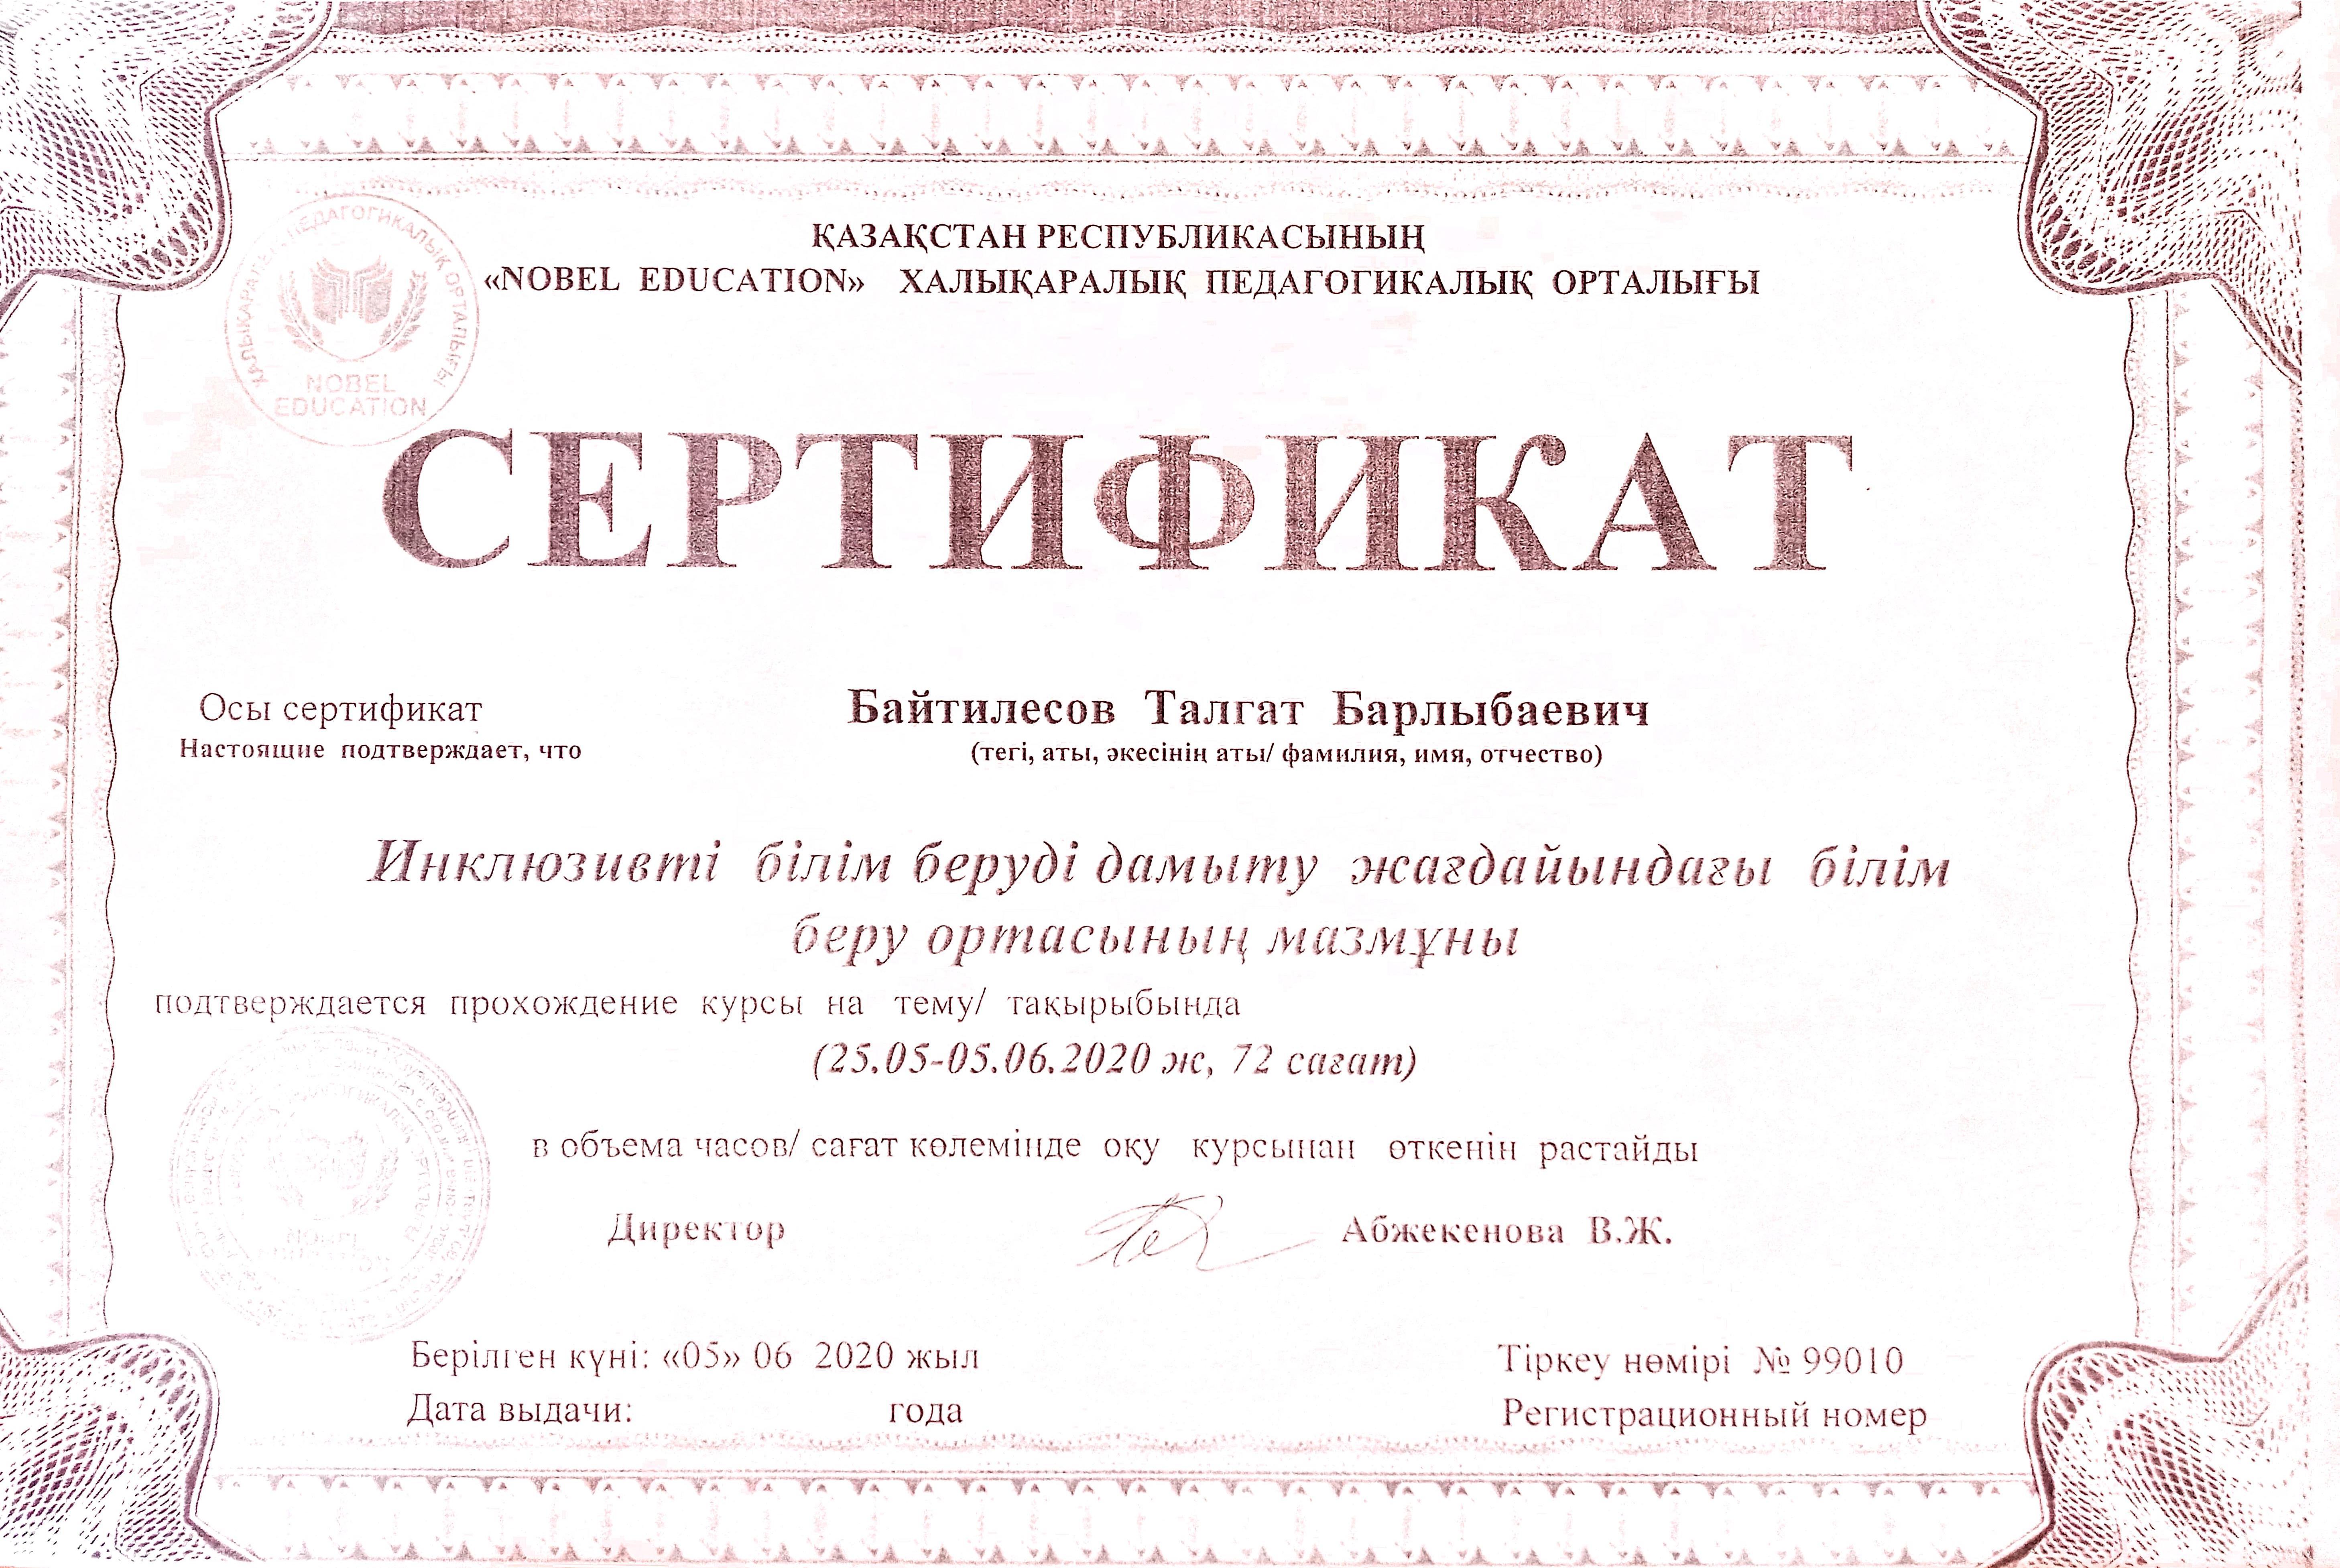 ҚАЗАҚСТАН РЕСПУБЛИКАСЫНЫҢ
«NOBEL EDUCATION» ХАЛЫҚАРАЛЫҚ ПЕДАГОГИКАЛЫҚ ОРТАЛЫҒЫ
ХАЛЫҚАРАЛЫҚ ПЕДАГОГИКАЛЫҚ ОРТАЛЫҒЫ
NOBEL
EDUCATION
СЕРТИФИКАТ
Осы сертификат Байтилесов Талгат Барлыбаевич
Настоящие подтверждает, что (тегі, аты, әкесінің аты/ фамилия, имя, отчество)
Инклюзивті білім беруді дамыту жағдайындағы білім
беру ортасының мазмұны
подтверждается прохождение курсы на тему/ тақырыбында
(25.05-05.06.2020 ж, 72 сағат)
в объема часов/ сағат көлемінде оқу курсынан өткенін растайды
Директор Абжекенова В.Ж.
Берілген күні: «05» 06 2020 жыл Тіркеу нөмірі № 99010
Дата выдачи: года Регистрационный номер